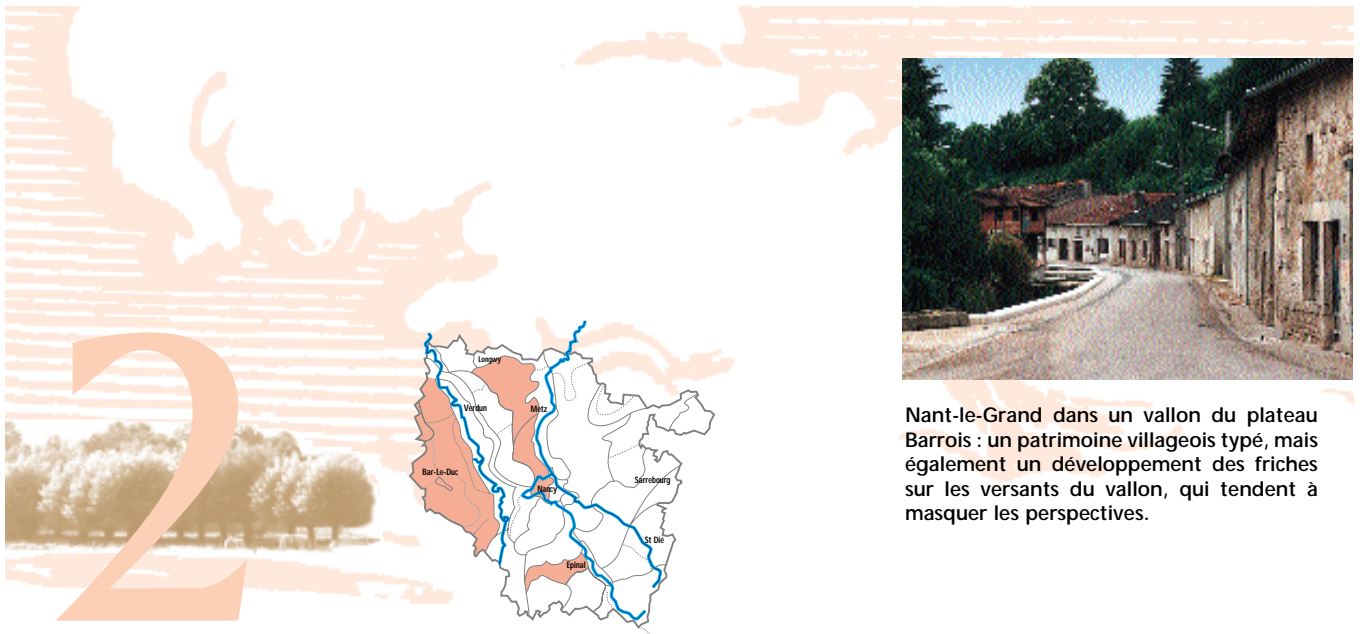 2
Longwy
Verdun
Metz
Bar-Le-Duc
Nancy
Sarrebourg
St Dié
Epinal
Nant-le-Grand dans un vallon du plateau
Barrois : un patrimoine villageois typé, mais
également un développement des friches
sur les versants du vallon, qui tendent à
masquer les perspectives.